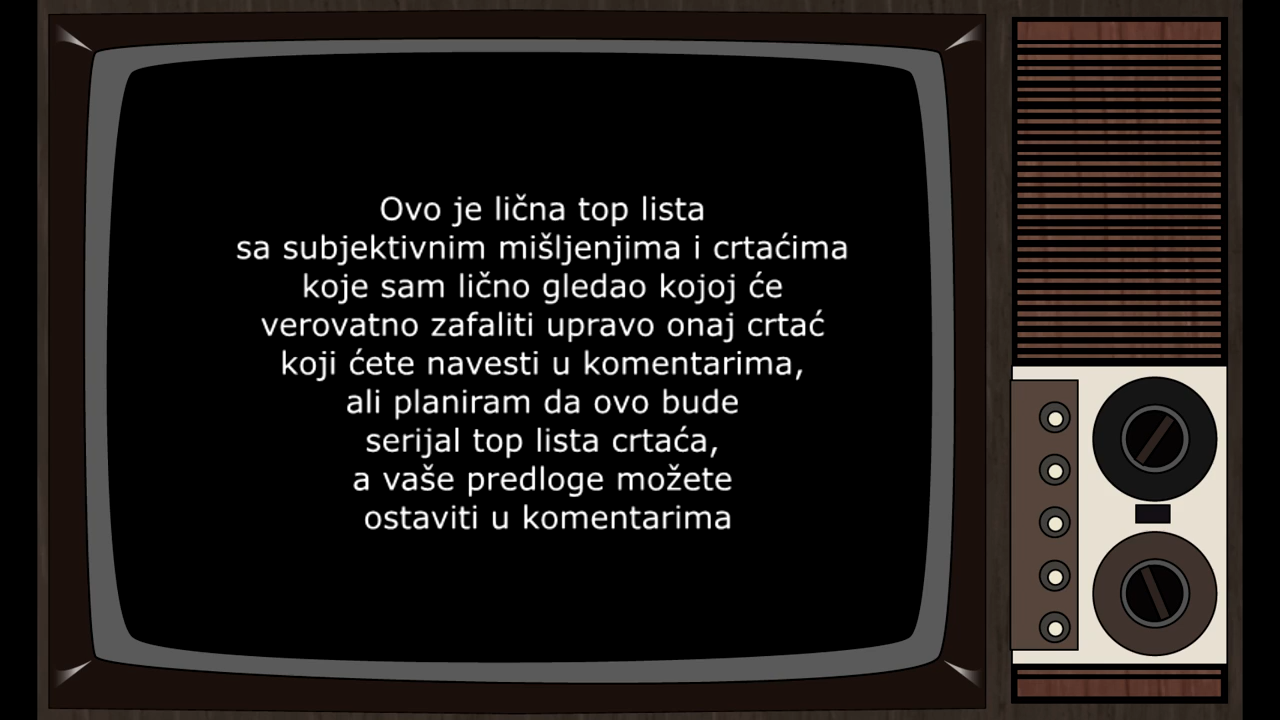 Ovo je lična top lista
sa subjektivnim mišljenjima i crtaćima
koje sam lično gledao kojoj će
verovatno zafaliti upravo onaj crtać
koji ćete navesti u komentarima,
ali planiram da ovo bude
serijal top lista crtaća,
a vaše predloge možete
ostaviti u komentarima